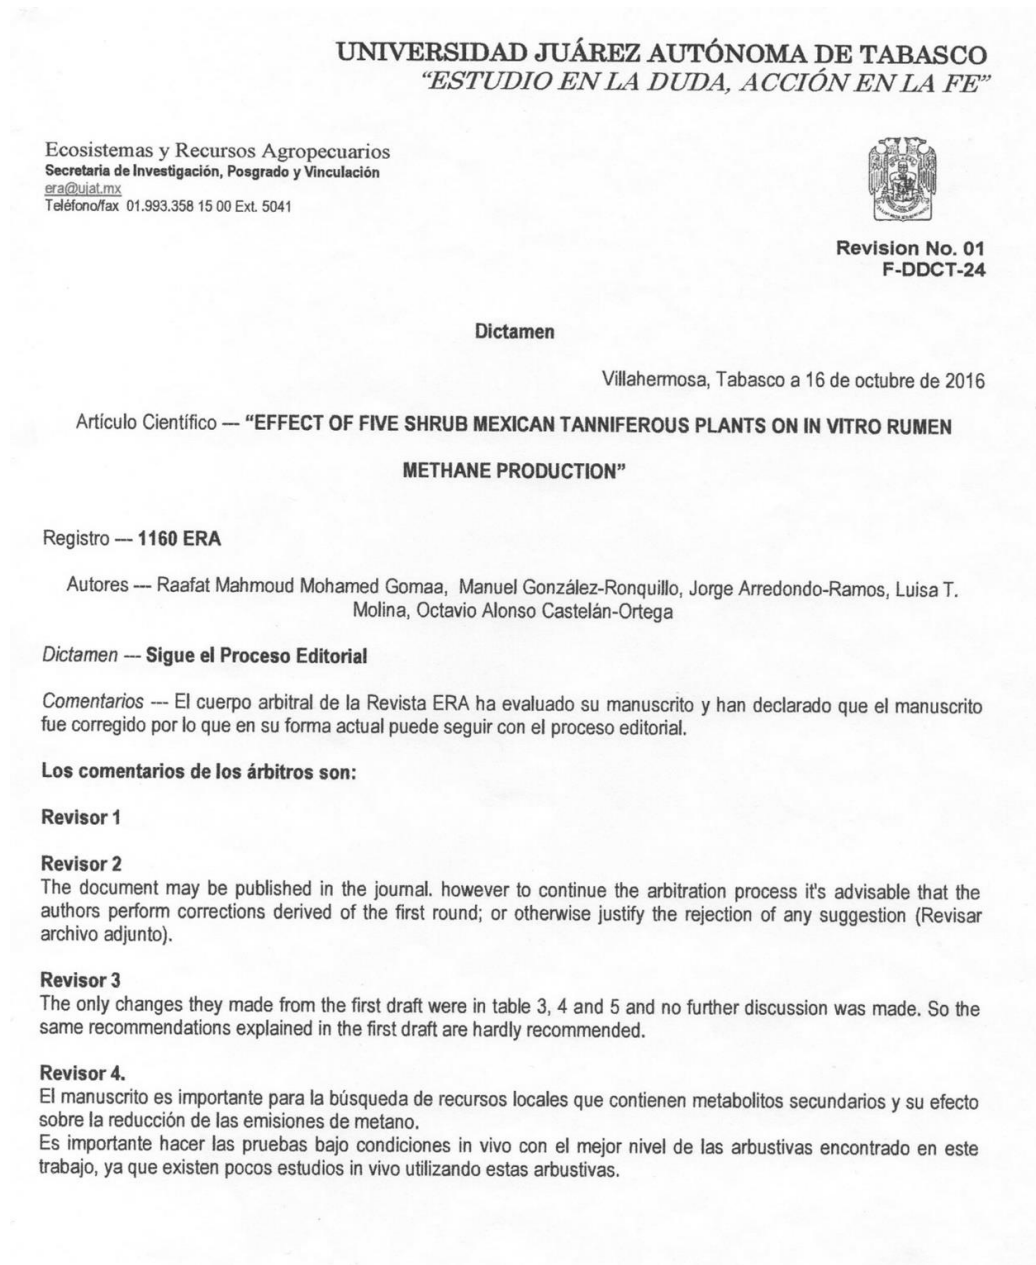 UNIVERSIDAD JUÁREZ AUTÓNOMA DE TABASCO
“ESTUDIO EN LA DUDA, ACCIÓN EN LA FE”
Ecosistemas y Recursos Agropecuarios
Secretaria de Investigación, Posgrado y Vinculación
era@ujat.mx
Teléfono/fax 01.993.358 15 00 Ext. 5041
Revision No. 01
F-DDCT-24
Dictamen
Villahermosa, Tabasco a 16 de octubre de 2016
Artículo Científico --- “EFFECT OF FIVE SHRUB MEXICAN TANNIFEROUS PLANTS ON IN VITRO RUMEN
METHANE PRODUCTION”
Registro --- 1160 ERA
Autores --- Raafat Mahmoud Mohamed Gomaa, Manuel González-Ronquillo, Jorge Arredondo-Ramos, Luisa T.
Molina, Octavio Alonso Castelán-Ortega
Dictamen --- Sigue el Proceso Editorial
Comentarios --- El cuerpo arbitral de la Revista ERA ha evaluado su manuscrito y han declarado que el manuscrito
fue corregido por lo que en su forma actual puede seguir con el proceso editorial.
Los comentarios de los árbitros son:
Revisor 1
Revisor 2
The document may be published in the journal. however to continue the arbitration process it's advisable that the
authors perform corrections derived of the first round; or otherwise justify the rejection of any suggestion (Revisar
archivo adjunto).
Revisor 3
The only changes they made from the first draft were in table 3, 4 and 5 and no further discussion was made. So the
same recommendations explained in the first draft are hardly recommended.
Revisor 4.
El manuscrito es importante para la búsqueda de recursos locales que contienen metabolitos secundarios y su efecto
sobre la reducción de las emisiones de metano.
Es importante hacer las pruebas bajo condiciones in vivo con el mejor nivel de las arbustivas encontrado en este
trabajo, ya que existen pocos estudios in vivo utilizando estas arbustivas.